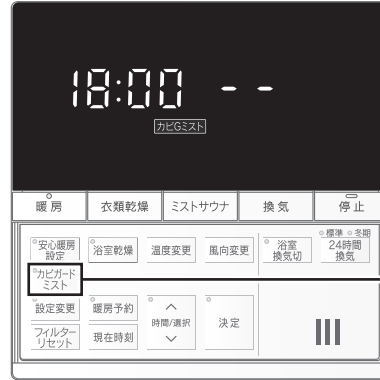 18:00 --
カビGミスト
暖房 衣類乾燥 ミストサウナ 換気 停止
標準 冬期
安心暖房
設定
浴室乾燥 温度変更 風向変更
浴室
換気切
24時間
換気
カビガード
ミスト
設定変更 暖房予約
時間/選択
決定
フィルター
リセット
現在時刻